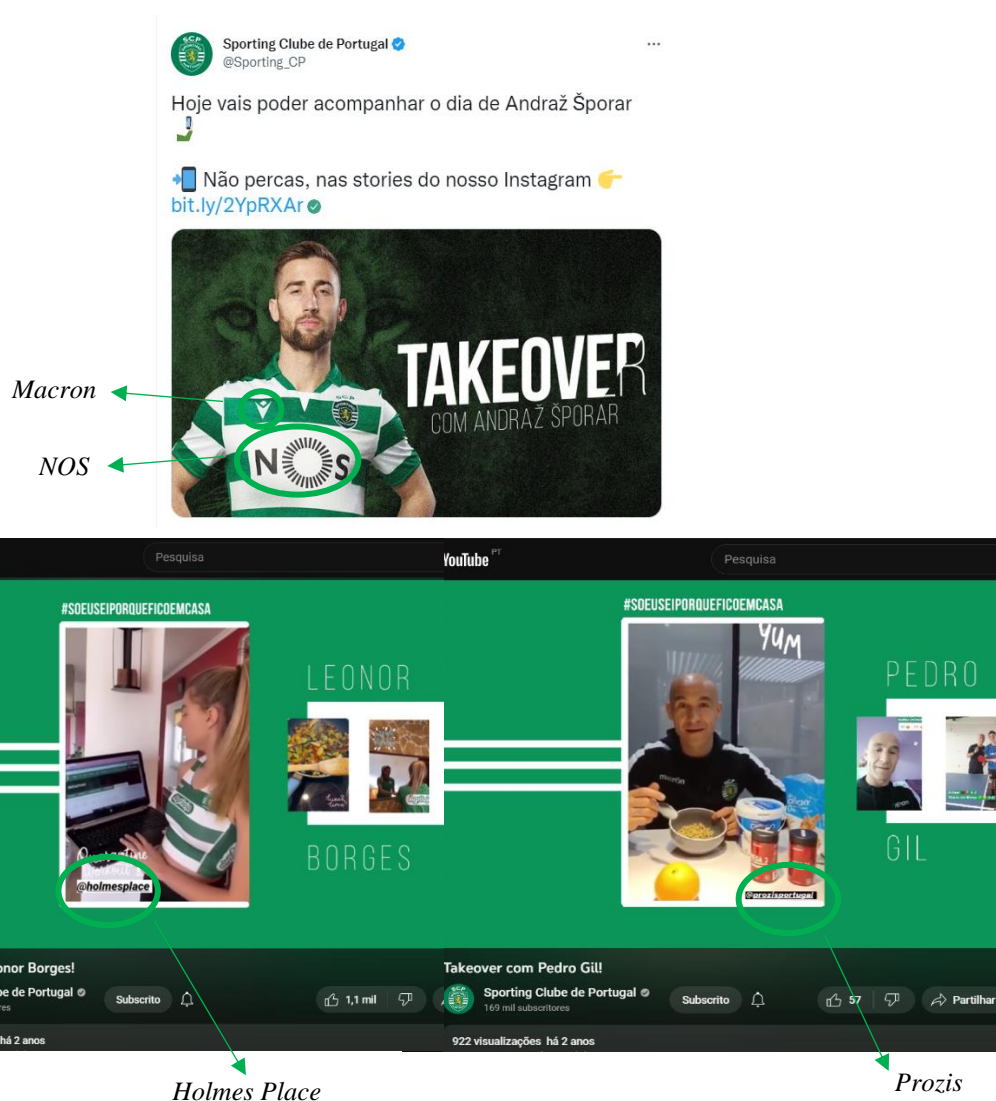 Sporting Clube de Portugal
@Sporting_CP
Hoje vais poder acompanhar o dia de Andraž Šporar
Não percas, nas stories do nosso Instagram
bit.ly/2YpRXAr
TAKEOVER
COM ANDRAŽ ŠPORAR
NOS
Macron
NOS
Pesquisa
#SOEUSEIPORQUEFICOEMCASA
LEONOR
BORGES
Quarantine
@holmesplace
onor Borges!
be de Portugal
res
Subscrito
1,1 mil
há 2 anos
Holmes Place
YouTube PT
Pesquisa
#SOEUSEIPORQUEFICOEMCASA
YUM
macron
PEDRO
GIL
@prozisportugal
Takeover com Pedro Gil!
Sporting Clube de Portugal
169 mil subscritores
Subscrito
57
Partilhar
922 visualizações há 2 anos
Prozis